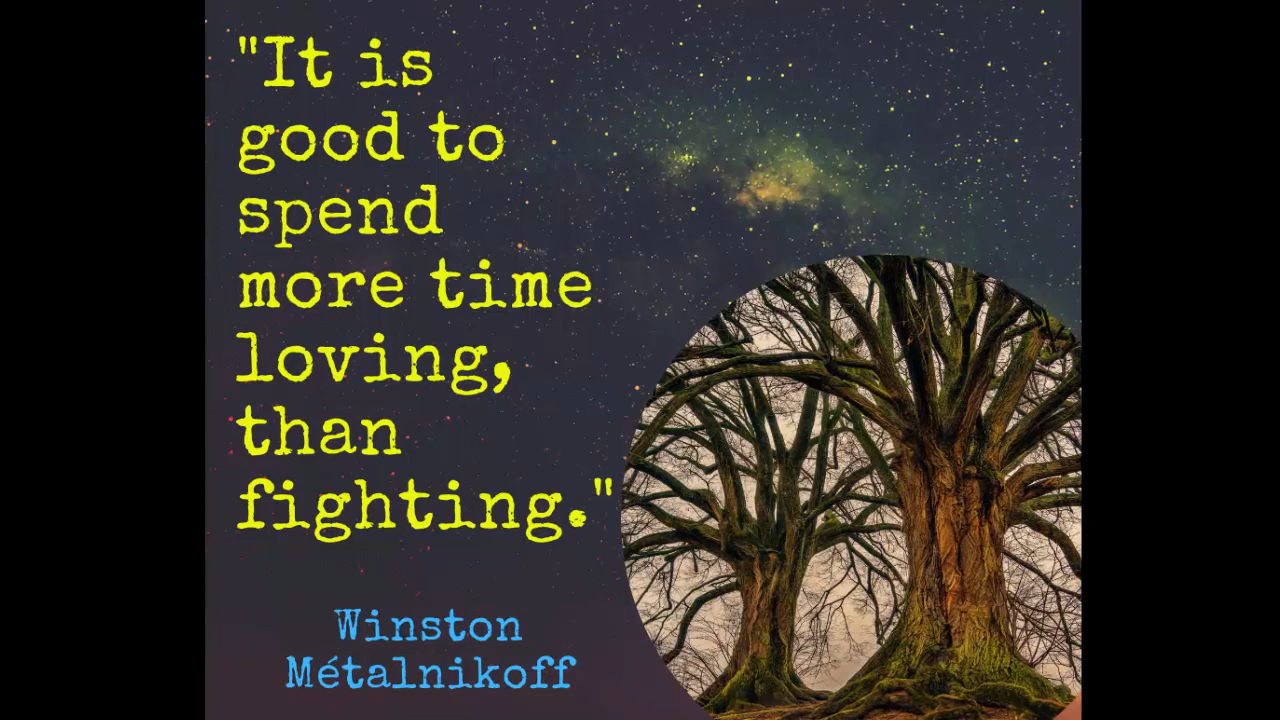 "It is
good to
spend
more time
loving,
than
fighting."
Winston
Métalnikoff